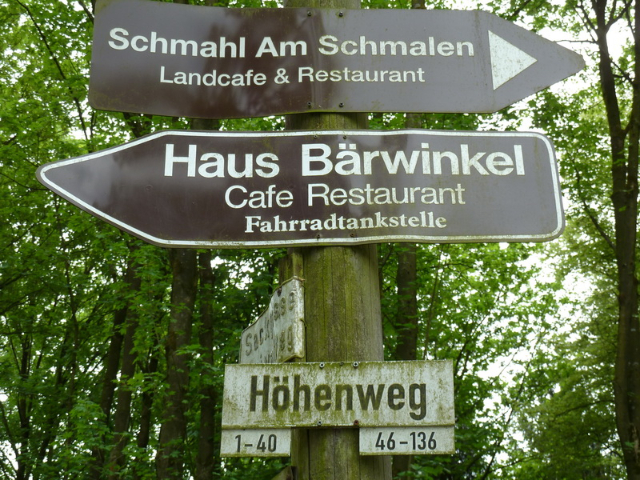 Schmahl Am Schmalen
Landcafe & Restaurant
Haus Bärwinkel
Cafe Restaurant
Fahrradtankstelle
Höhenweg
1-40
46-136